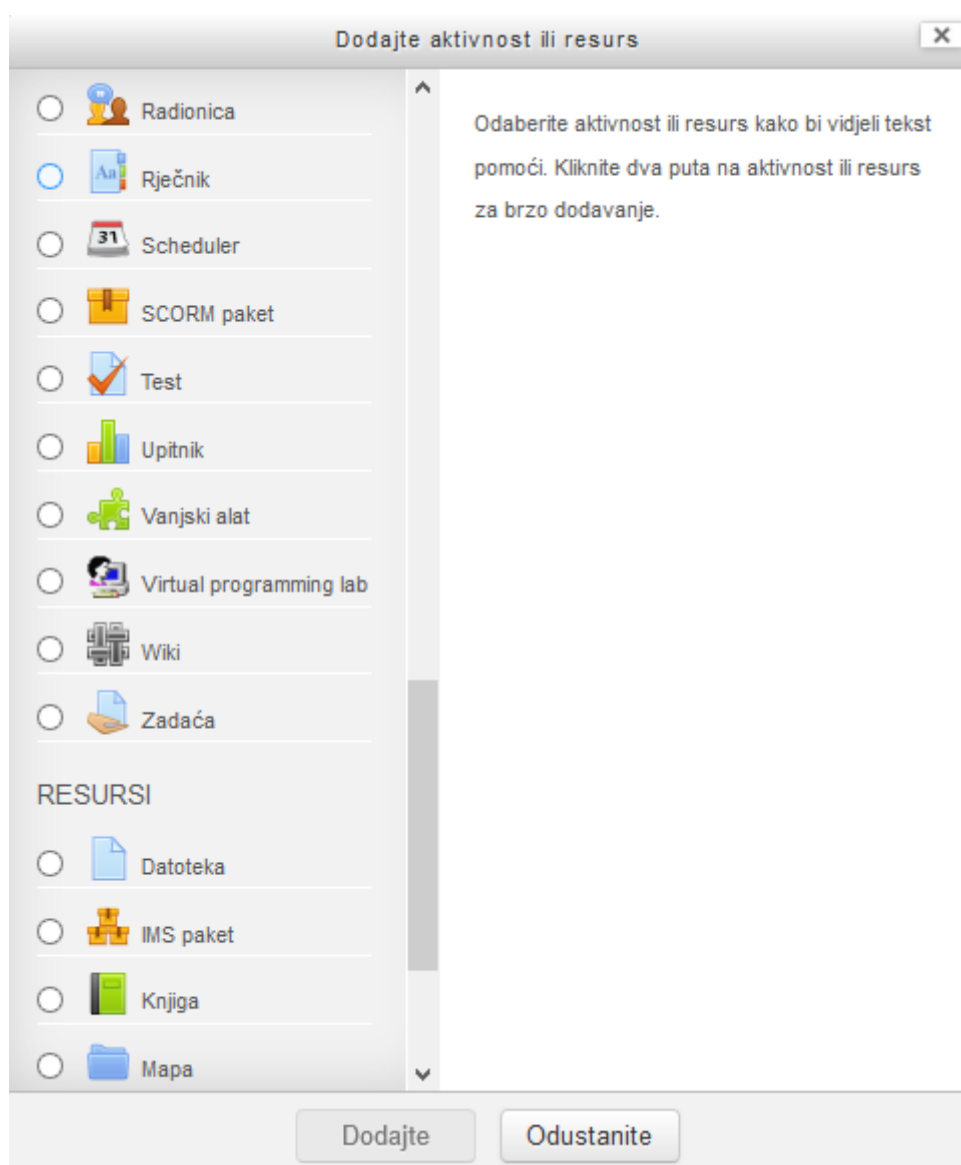 Dodajte aktivnost ili resurs
Radionica
Rječnik
Scheduler
SCORM paket
Test
Upitnik
Vanjski alat
Virtual programming lab
Wiki
Zadaća
RESURSI
Datoteka
IMS paket
Knjiga
Mapa
Odaberite aktivnost ili resurs kako bi vidjeli tekst
pomoći. Kliknite dva puta na aktivnost ili resurs
za brzo dodavanje.
Dodajte
Odustanite